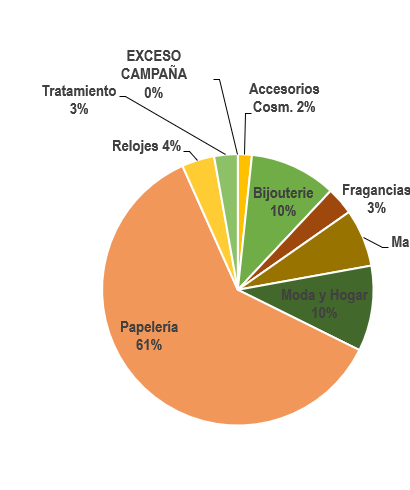 EXCESO
CAMPAÑA
0%
Accesorios
Cosm. 2%
Tratamiento
3%
Relojes 4%
Bijouterie
10%
Fragancias
3%
Ma
Moda y Hogar
10%
Papelería
61%